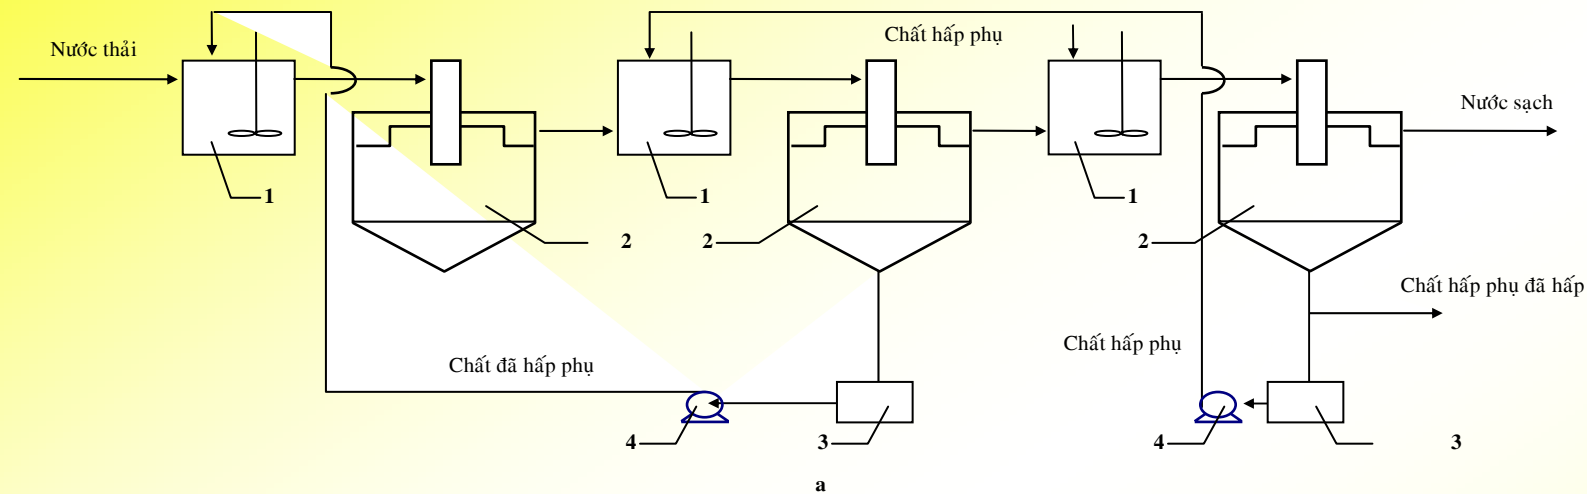 Nước thải
Chất hấp phụ
Nước sạch
1
1
1
2
2
2
Chất hấp phụ đã hấp
Chất hấp phụ
Chất đã hấp phụ
4
3
4
3
a